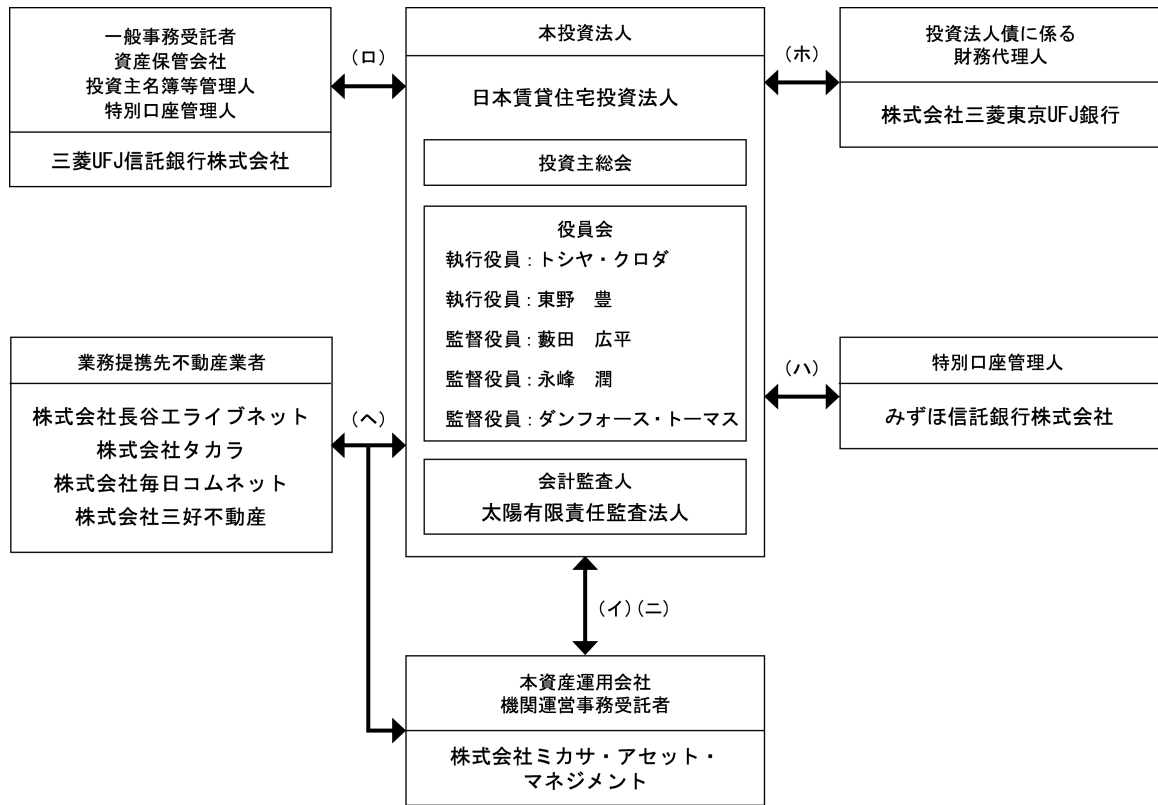 一般事務受託者
資産保管会社
投資主名簿等管理人
特別口座管理人
三菱UFJ信託銀行株式会社
（ロ）
本投資法人
日本賃貸住宅投資法人
投資主総会
役員会
執行役員：トシヤ・クロダ
執行役員：東野　豊
監督役員：藪田　広平
監督役員：永峰　潤
監督役員：ダンフォース・トーマス
会計監査人
太陽有限責任監査法人
（ホ）
投資法人債に係る
財務代理人
株式会社三菱東京UFJ銀行
業務提携先不動産業者
株式会社長谷工ライブネット
株式会社タカラ
株式会社毎日コムネット
株式会社三好不動産
（ヘ）
（ハ）
特別口座管理人
みずほ信託銀行株式会社
（イ）（ニ）
本資産運用会社
機関運営事務受託者
株式会社ミカサ・アセット・
マネジメント